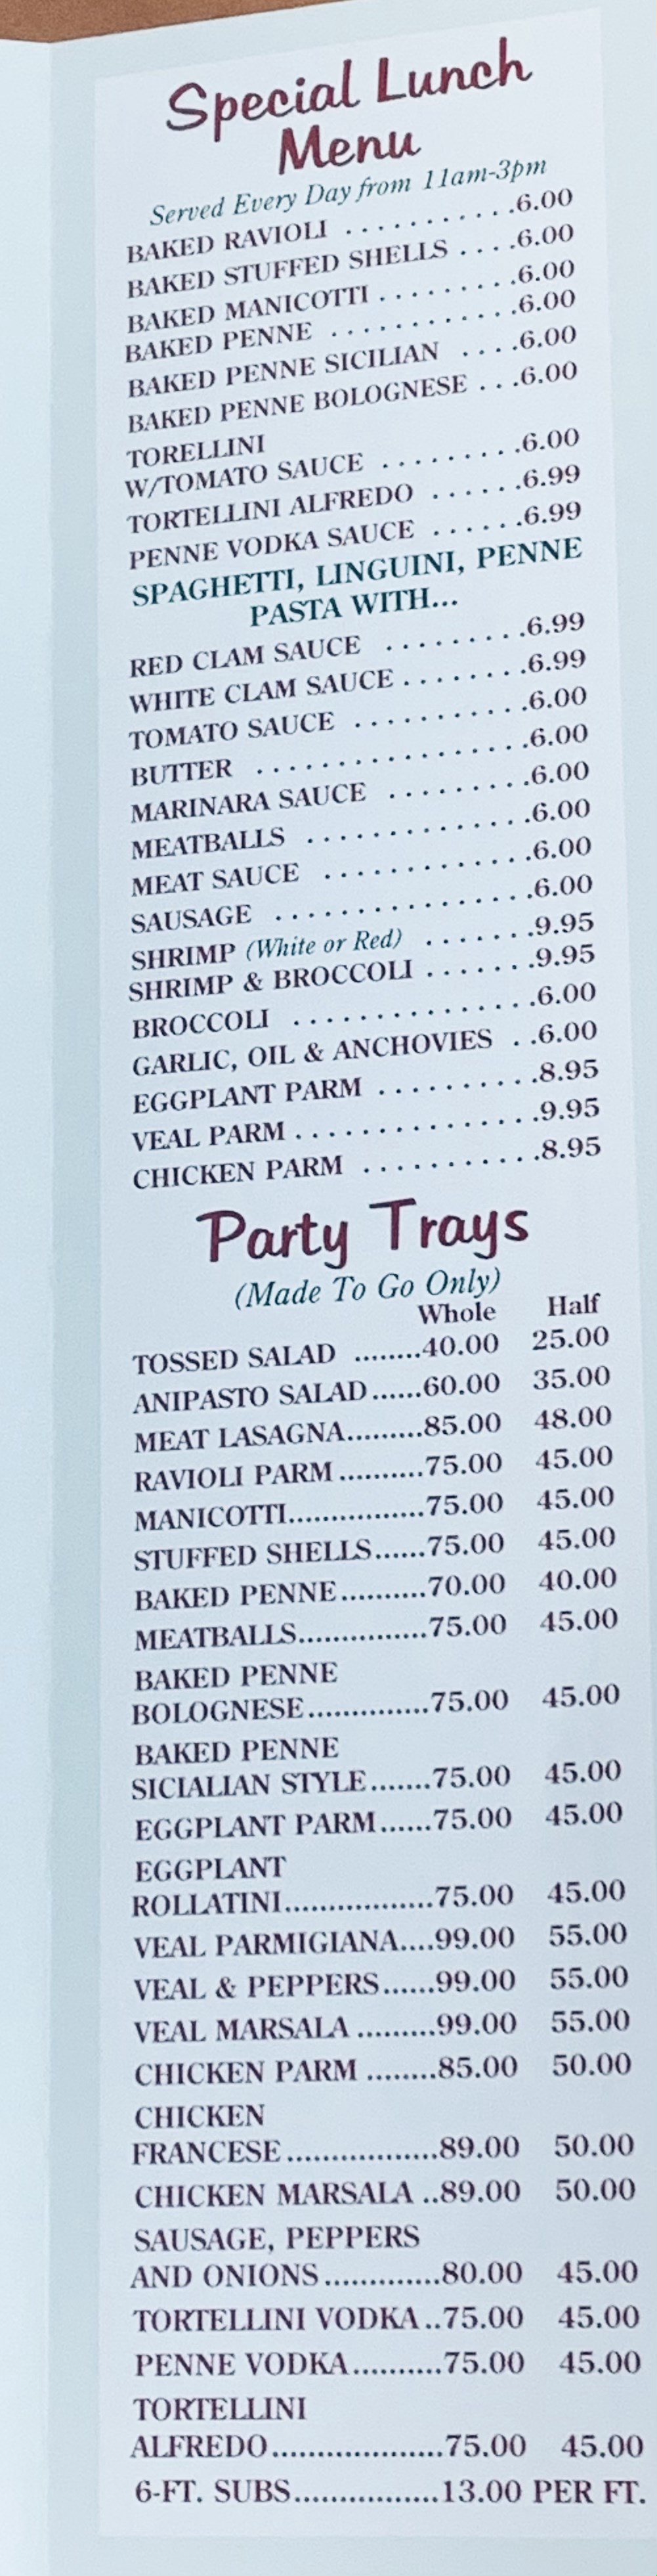 Special Lunch
Menu
Served Every Day from 11am-3pm
BAKED RAVIOLI . . . . . . . . . . .6.00
BAKED STUFFED SHELLS . . . .6.00
BAKED MANICOTTI . . . . . . . . .6.00
BAKED PENNE . . . . . . . . . . . .6.00
BAKED PENNE SICILIAN . . . .6.00
BAKED PENNE BOLOGNESE . . .6.00
TORELLINI
W/TOMATO SAUCE . . . . . . . . .6.00
TORTELLINI ALFREDO . . . . . .6.99
PENNE VODKA SAUCE . . . . . .6.99
SPAGHETTI, LINGUINI, PENNE
PASTA WITH...
RED CLAM SAUCE . . . . . . . . .6.99
WHITE CLAM SAUCE . . . . . . . .6.99
TOMATO SAUCE . . . . . . . . . . .6.00
BUTTER . . . . . . . . . . . . . . . . .6.00
MARINARA SAUCE . . . . . . . . .6.00
MEATBALLS . . . . . . . . . . . . . .6.00
MEAT SAUCE . . . . . . . . . . . . .6.00
SAUSAGE . . . . . . . . . . . . . . . .6.00
SHRIMP (White or Red) . . . . . . .9.95
SHRIMP & BROCCOLI . . . . . . .9.95
BROCCOLI . . . . . . . . . . . . . . .6.00
GARLIC, OIL & ANCHOVIES . .6.00
EGGPLANT PARM . . . . . . . . . .8.95
VEAL PARM . . . . . . . . . . . . . . .9.95
CHICKEN PARM . . . . . . . . . . .8.95
Party Trays
(Made To Go Only)
Whole Half
TOSSED SALAD ........40.00 25.00
ANIPASTO SALAD......60.00 35.00
MEAT LASAGNA.........85.00 48.00
RAVIOLI PARM..........75.00 45.00
MANICOTTI................75.00 45.00
STUFFED SHELLS......75.00 45.00
BAKED PENNE..........70.00 40.00
MEATBALLS...............75.00 45.00
BAKED PENNE
BOLOGNESE..............75.00 45.00
BAKED PENNE
SICIALIAN STYLE.......75.00 45.00
EGGPLANT PARM......75.00 45.00
EGGPLANT
ROLLATINI.................75.00 45.00
VEAL PARMIGIANA....99.00 55.00
VEAL & PEPPERS......99.00 55.00
VEAL MARSALA .........99.00 55.00
CHICKEN PARM ........85.00 50.00
CHICKEN
FRANCESE.................89.00 50.00
CHICKEN MARSALA ..89.00 50.00
SAUSAGE, PEPPERS
AND ONIONS.............80.00 45.00
TORTELLINI VODKA..75.00 45.00
PENNE VODKA..........75.00 45.00
TORTELLINI
ALFREDO...................75.00 45.00
6-FT. SUBS................13.00 PER FT.